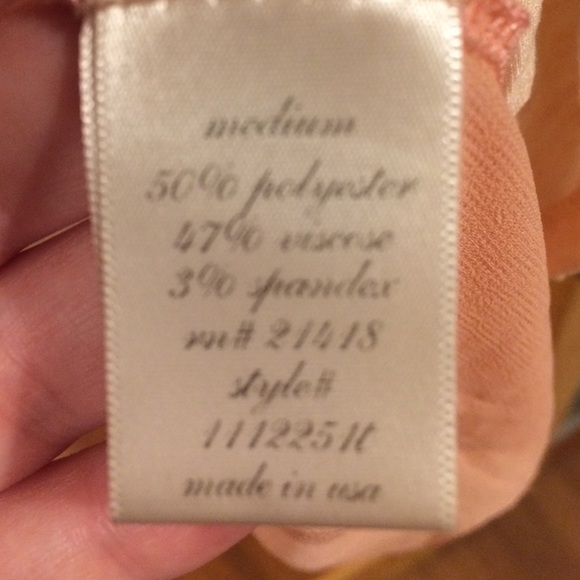 medium
50% polyester
47% viscose
3% spandex
rn# 21418
style#
1112251t
made in usa